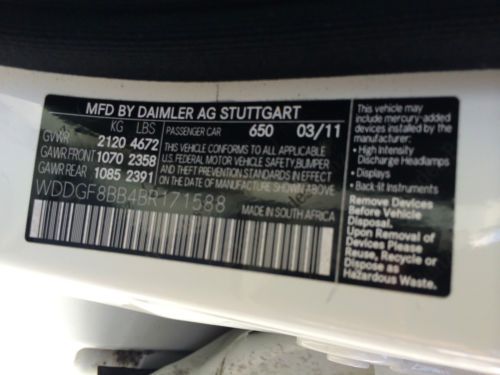 MFD BY DAIMLER AG STUTTGART
KG LBS
GVWR 2120 4672
GAWR FRONT 1070 2358
GAWR REAR 1085 2391
PASSENGER CAR 650 03/11
THIS VEHICLE CONFORMS TO ALL APPLICABLE
U.S. FEDERAL MOTOR VEHICLE SAFETY, BUMPER
AND THEFT PREVENTION STANDARDS IN EFFECT ON
THE DATE OF MANUFACTURE SHOWN ABOVE
WDDGF8BB4BR171588
This vehicle may
include mercury-added
devices installed by
the manufacturer:
• High Intensity
Discharge Headlamps
• Displays
• Back-lit Instruments
Remove Devices
Before Vehicle
Disposal.
Upon Removal
of Devices Please
Reuse, Recycle or
Dispose as
Hazardous Waste.